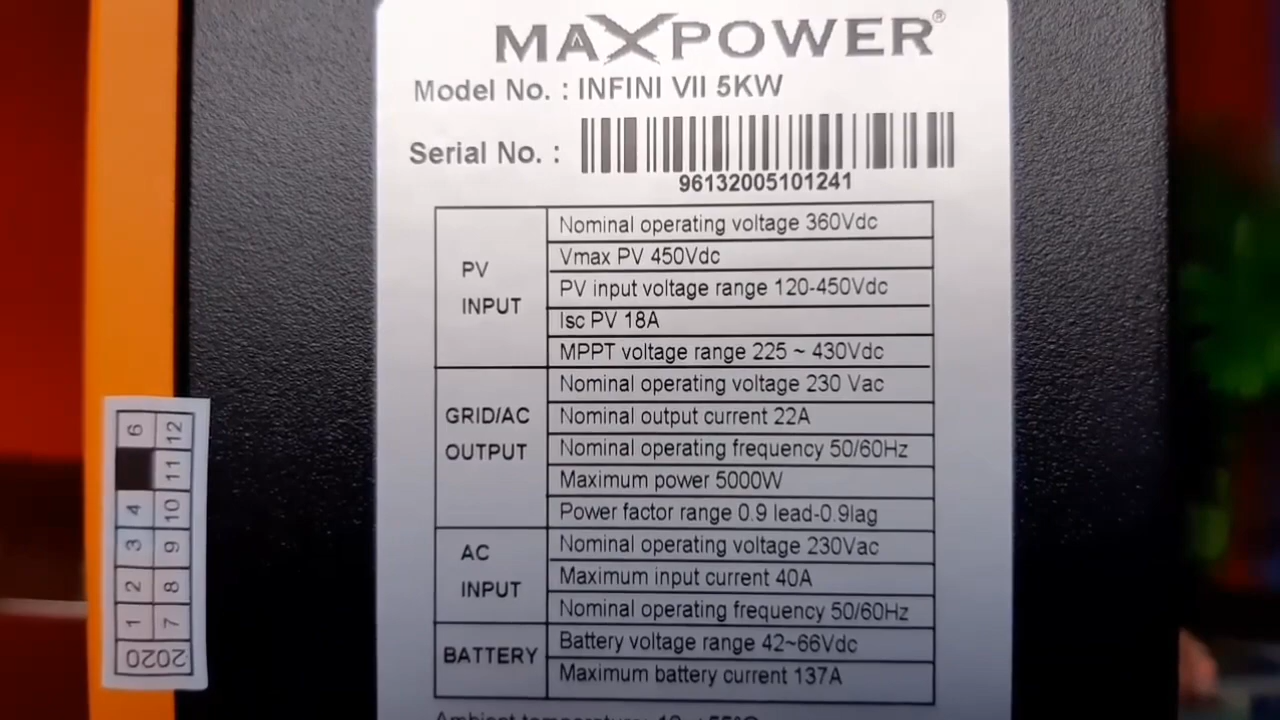 MAXPOWER®
Model No. : INFINI VII 5KW
Serial No. :
96132005101241
PV INPUT
Nominal operating voltage 360Vdc
Vmax PV 450Vdc
PV input voltage range 120-450Vdc
Isc PV 18A
MPPT voltage range 225 ~ 430Vdc
GRID/AC OUTPUT
Nominal operating voltage 230 Vac
Nominal output current 22A
Nominal operating frequency 50/60Hz
Maximum power 5000W
Power factor range 0.9 lead-0.9lag
AC INPUT
Nominal operating voltage 230Vac
Maximum input current 40A
Nominal operating frequency 50/60Hz
BATTERY
Battery voltage range 42~66Vdc
Maximum battery current 137A
Ambient temperature:
2020
1 2 3 4 6
7 8 9 10 11 12